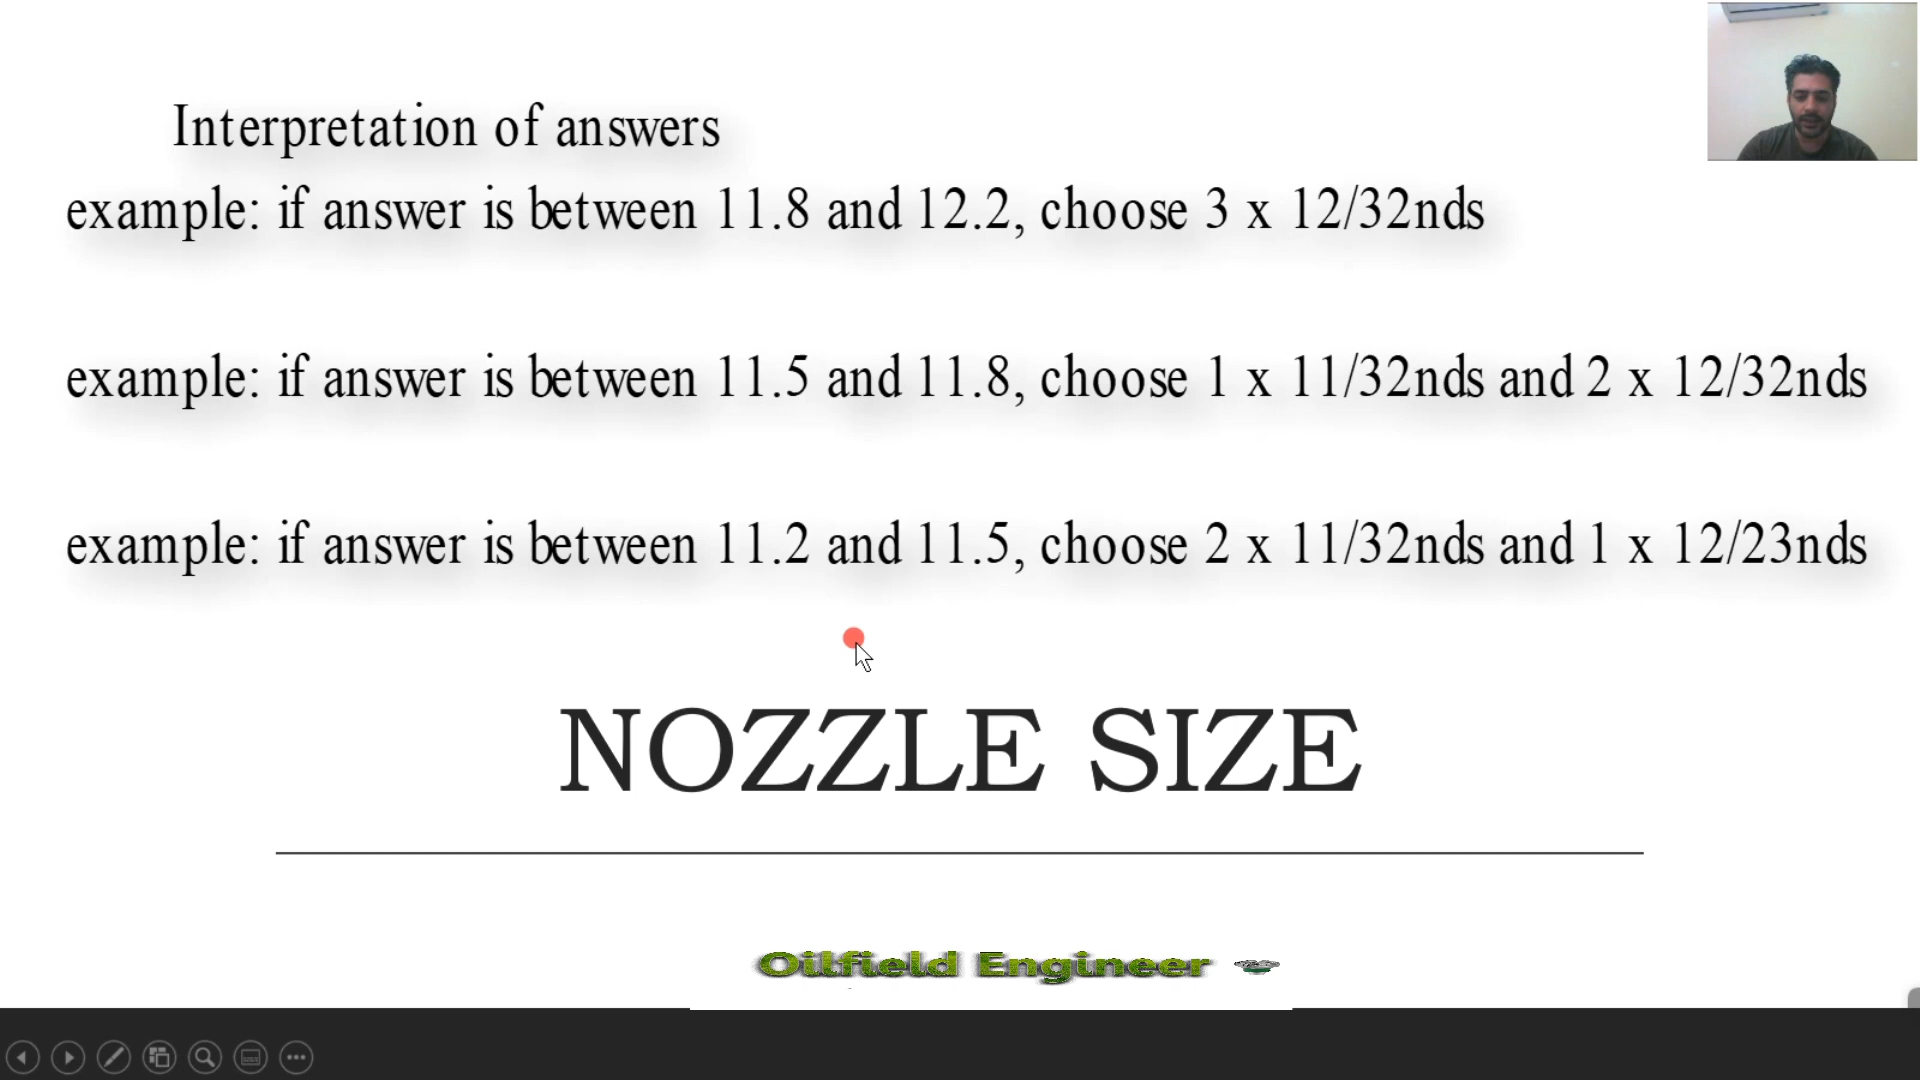 Interpretation of answers
example: if answer is between 11.8 and 12.2, choose 3 x 12/32nds
example: if answer is between 11.5 and 11.8, choose 1 x 11/32nds and 2 x 12/32nds
example: if answer is between 11.2 and 11.5, choose 2 x 11/32nds and 1 x 12/23nds
NOZZLE SIZE
Oilfield Engineer